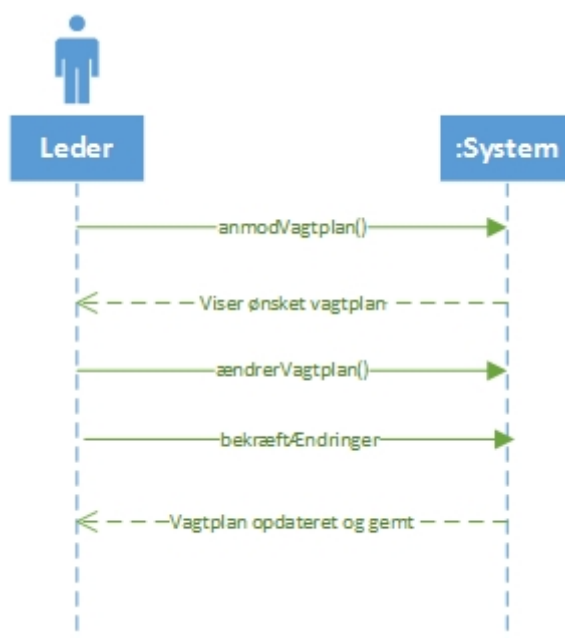 Leder
:System
anmodVagtplan()
Viser ønsket vagtplan
ændrerVagtplan()
bekræftÆndringer
Vagtplan opdateret og gemt